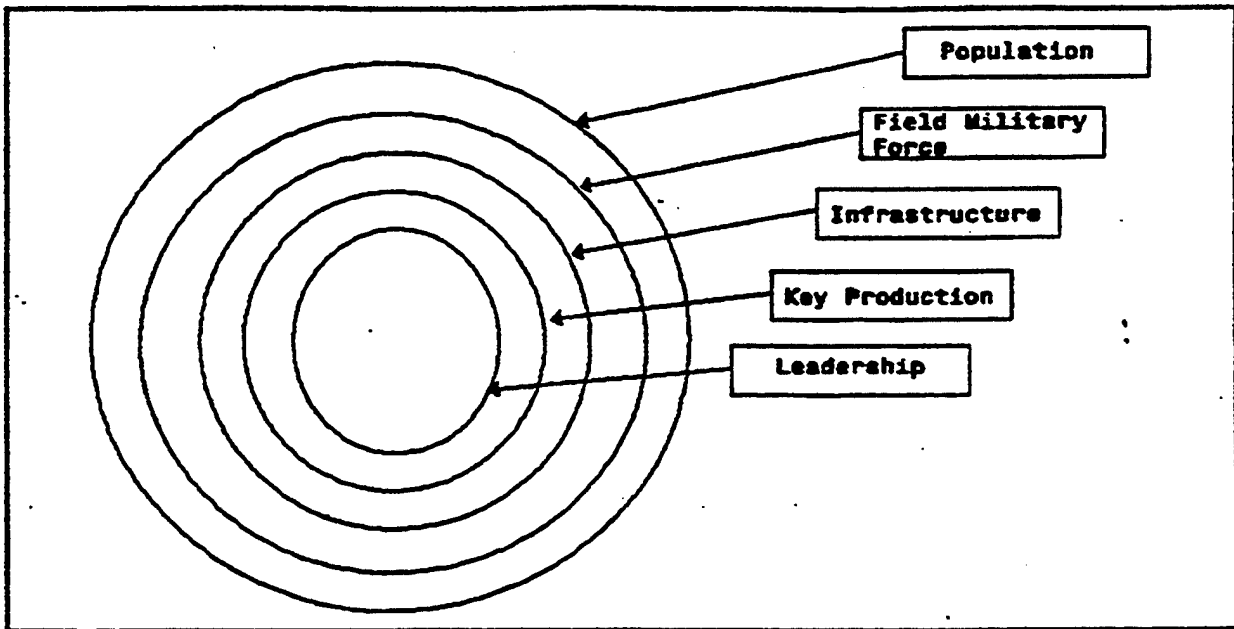 Population
Field Military
Force
Infrastructure
Key Production
Leadership